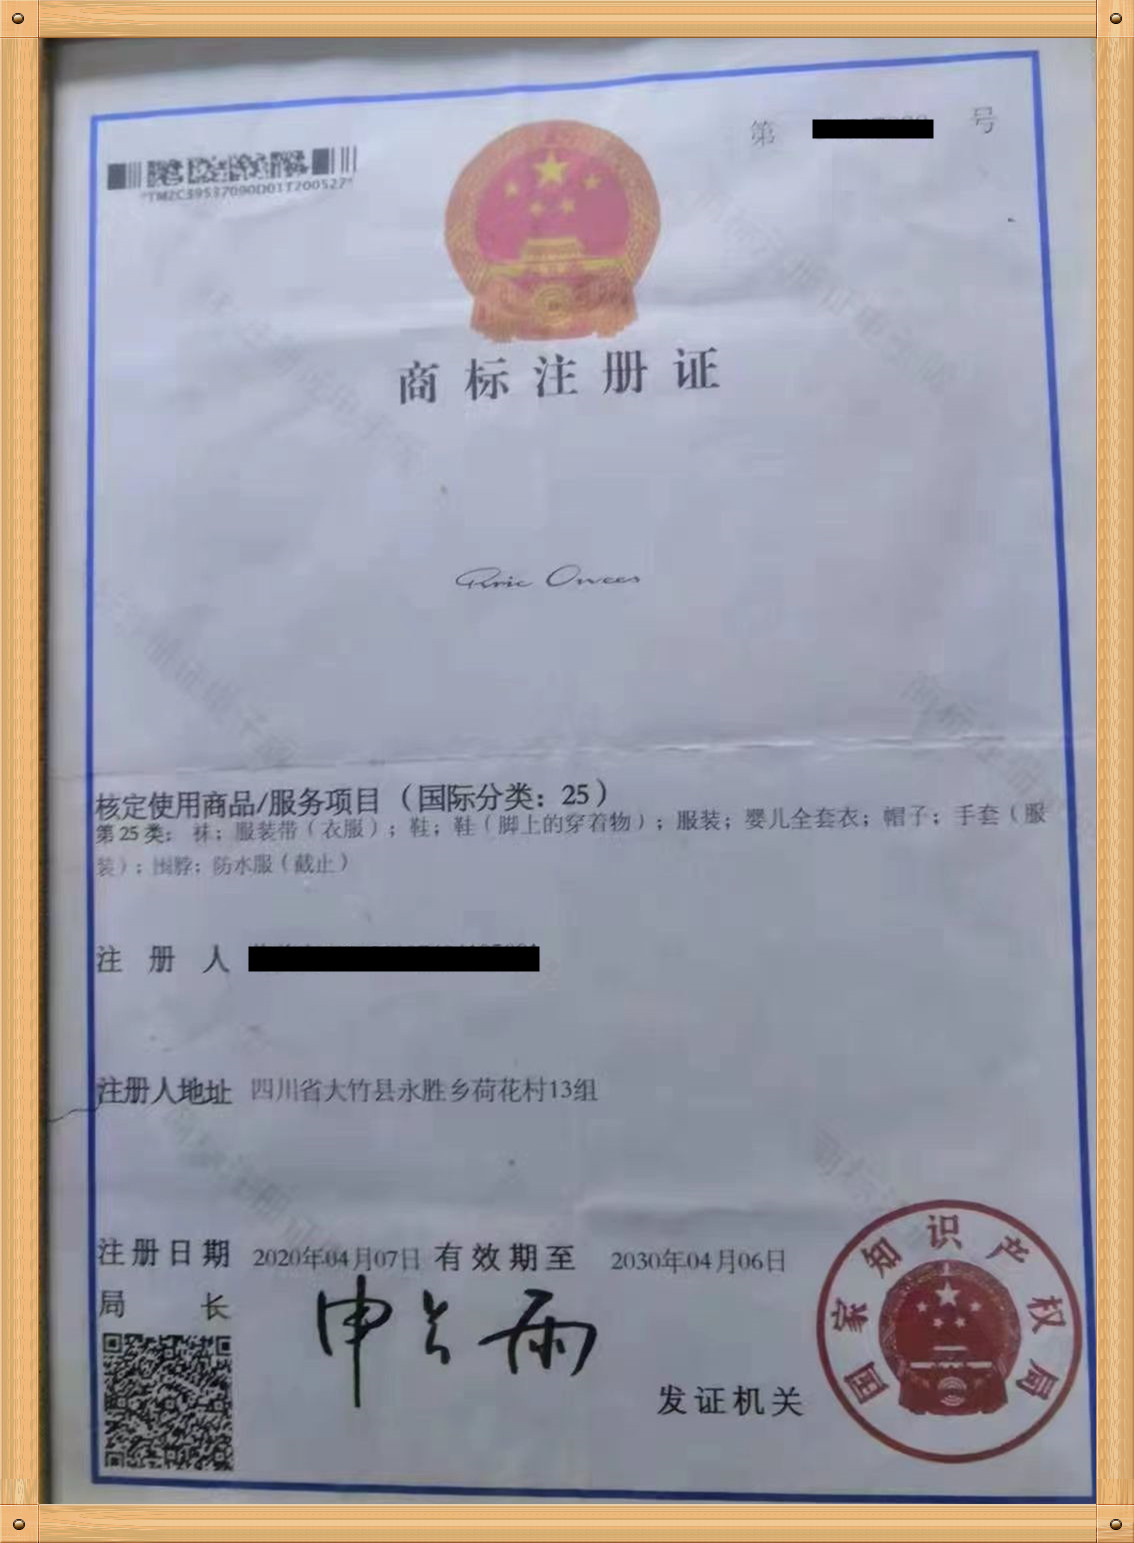 第 号
*TMZC39537090D01T200527*
商标注册证
Rric Owees
核定使用商品/服务项目（国际分类：25）
第25类：袜；服装带（衣服）；鞋；鞋（脚上的穿着物）；服装；婴儿全套衣；帽子；手套（服
装）；围脖；防水服（截止）
注册人
注册人地址 四川省大竹县永胜乡荷花村13组
注册日期 2020年04月07日 有效期至 2030年04月06日
局长 申长雨
发证机关
国家知识产权局